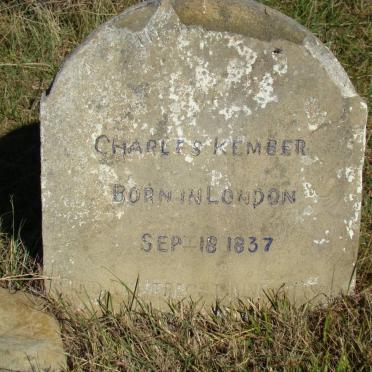 CHARLES KEMBER
BORN IN LONDON
SEP-18 1837